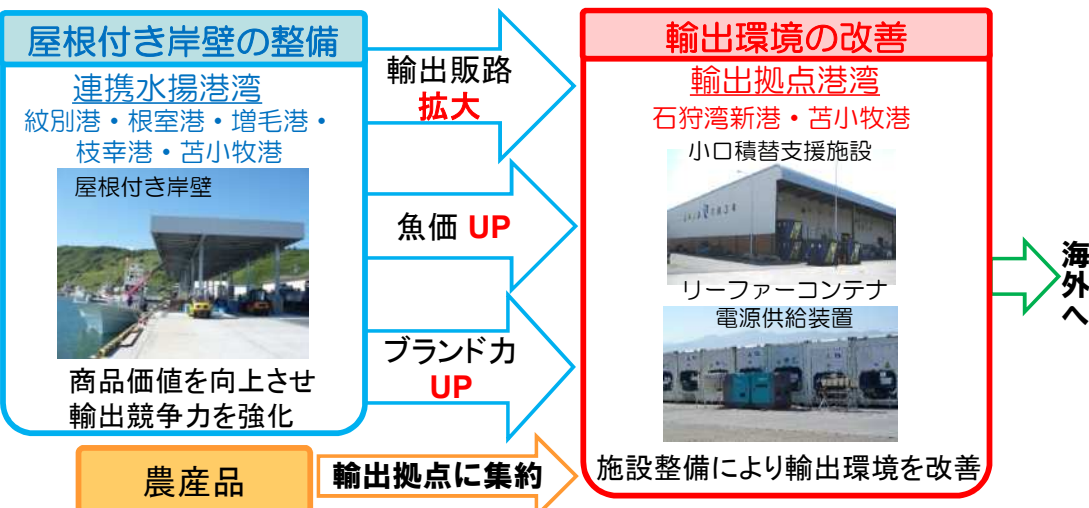 屋根付き岸壁の整備
連携水揚港湾
紋別港・根室港・増毛港・
枝幸港・苫小牧港
屋根付き岸壁
商品価値を向上させ
輸出競争力を強化
輸出販路
拡大
魚価 UP
ブランド力
UP
農産品
輸出拠点に集約
輸出環境の改善
輸出拠点港湾
石狩湾新港・苫小牧港
小口積替支援施設
リーファーコンテナ
電源供給装置
施設整備により輸出環境を改善
海外へ